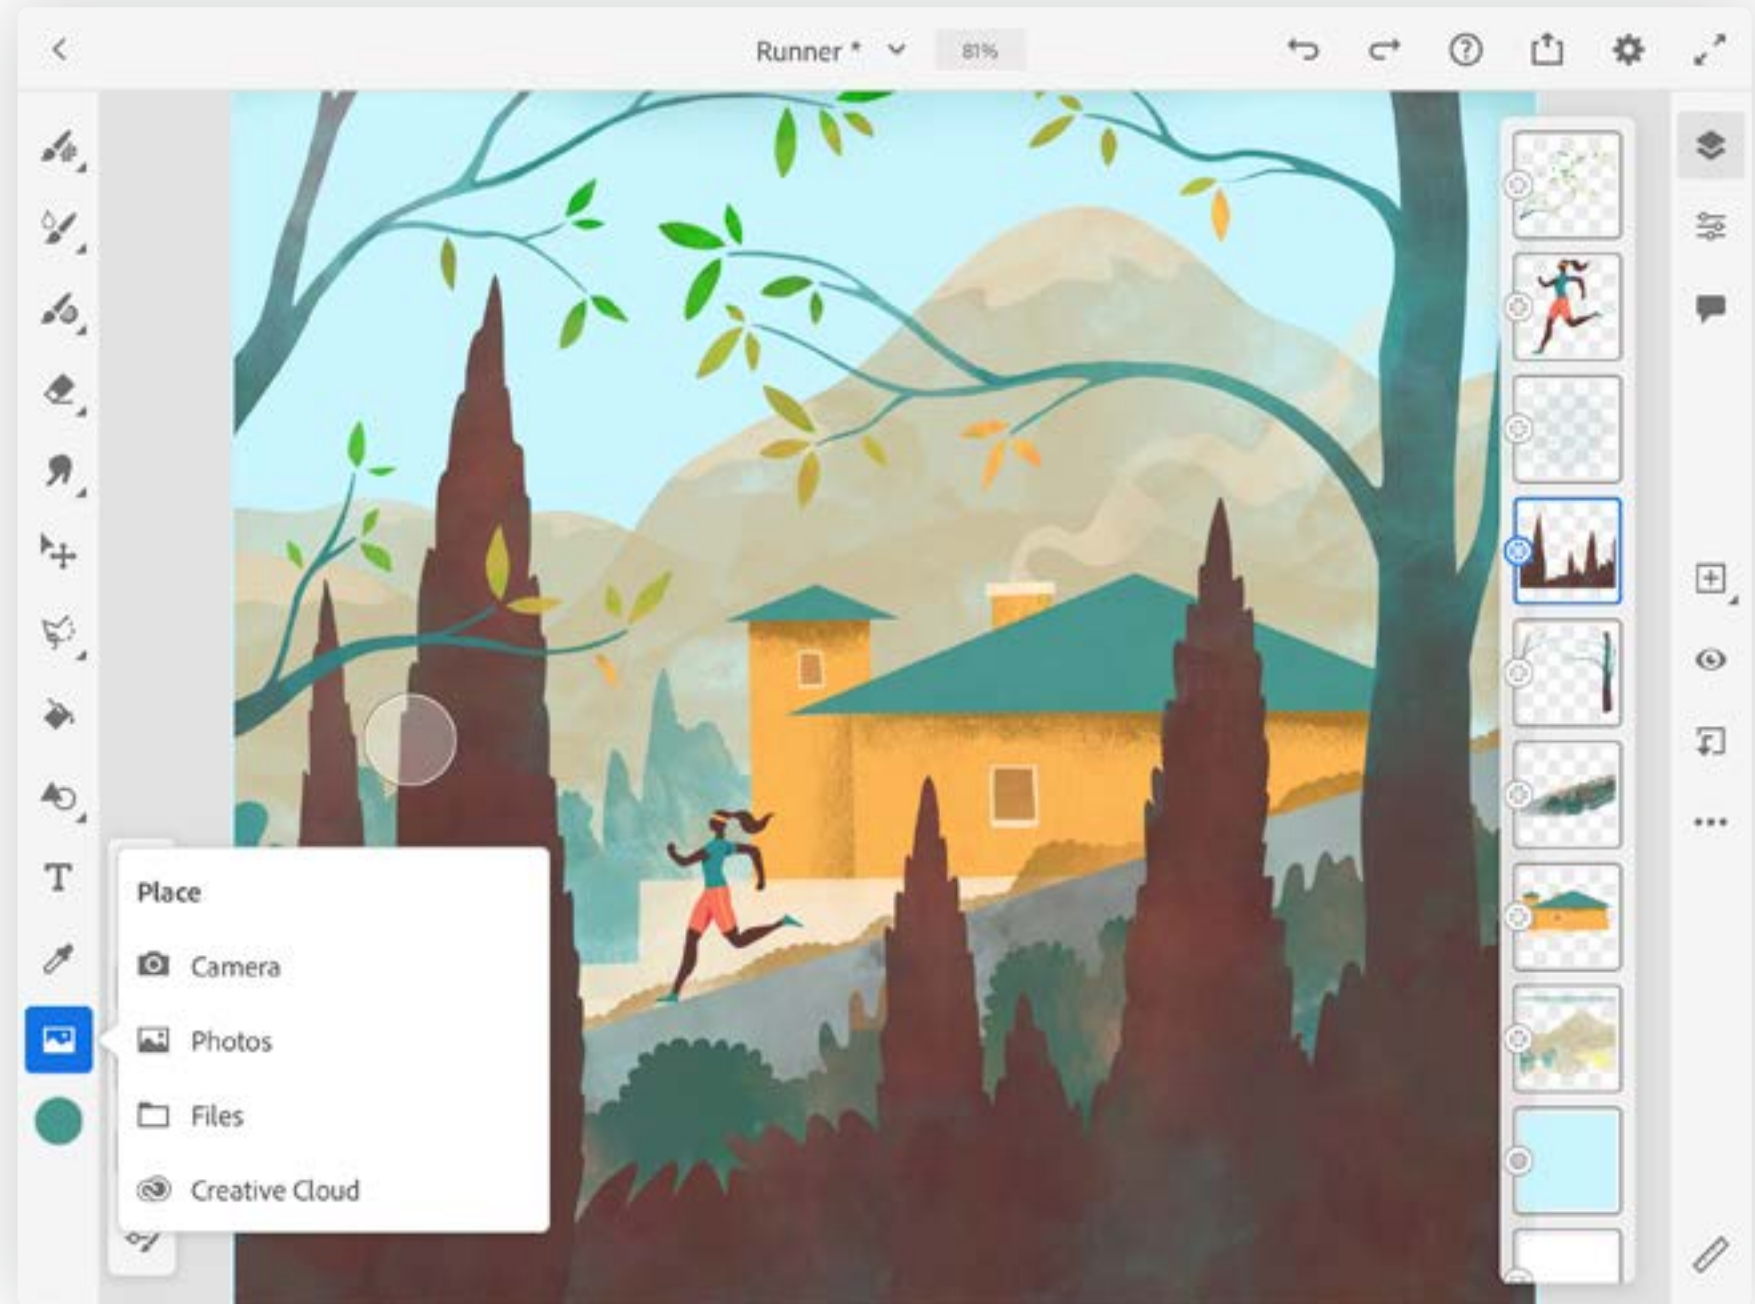 Runner *
81%
T
Place
Camera
Photos
Files
Creative Cloud